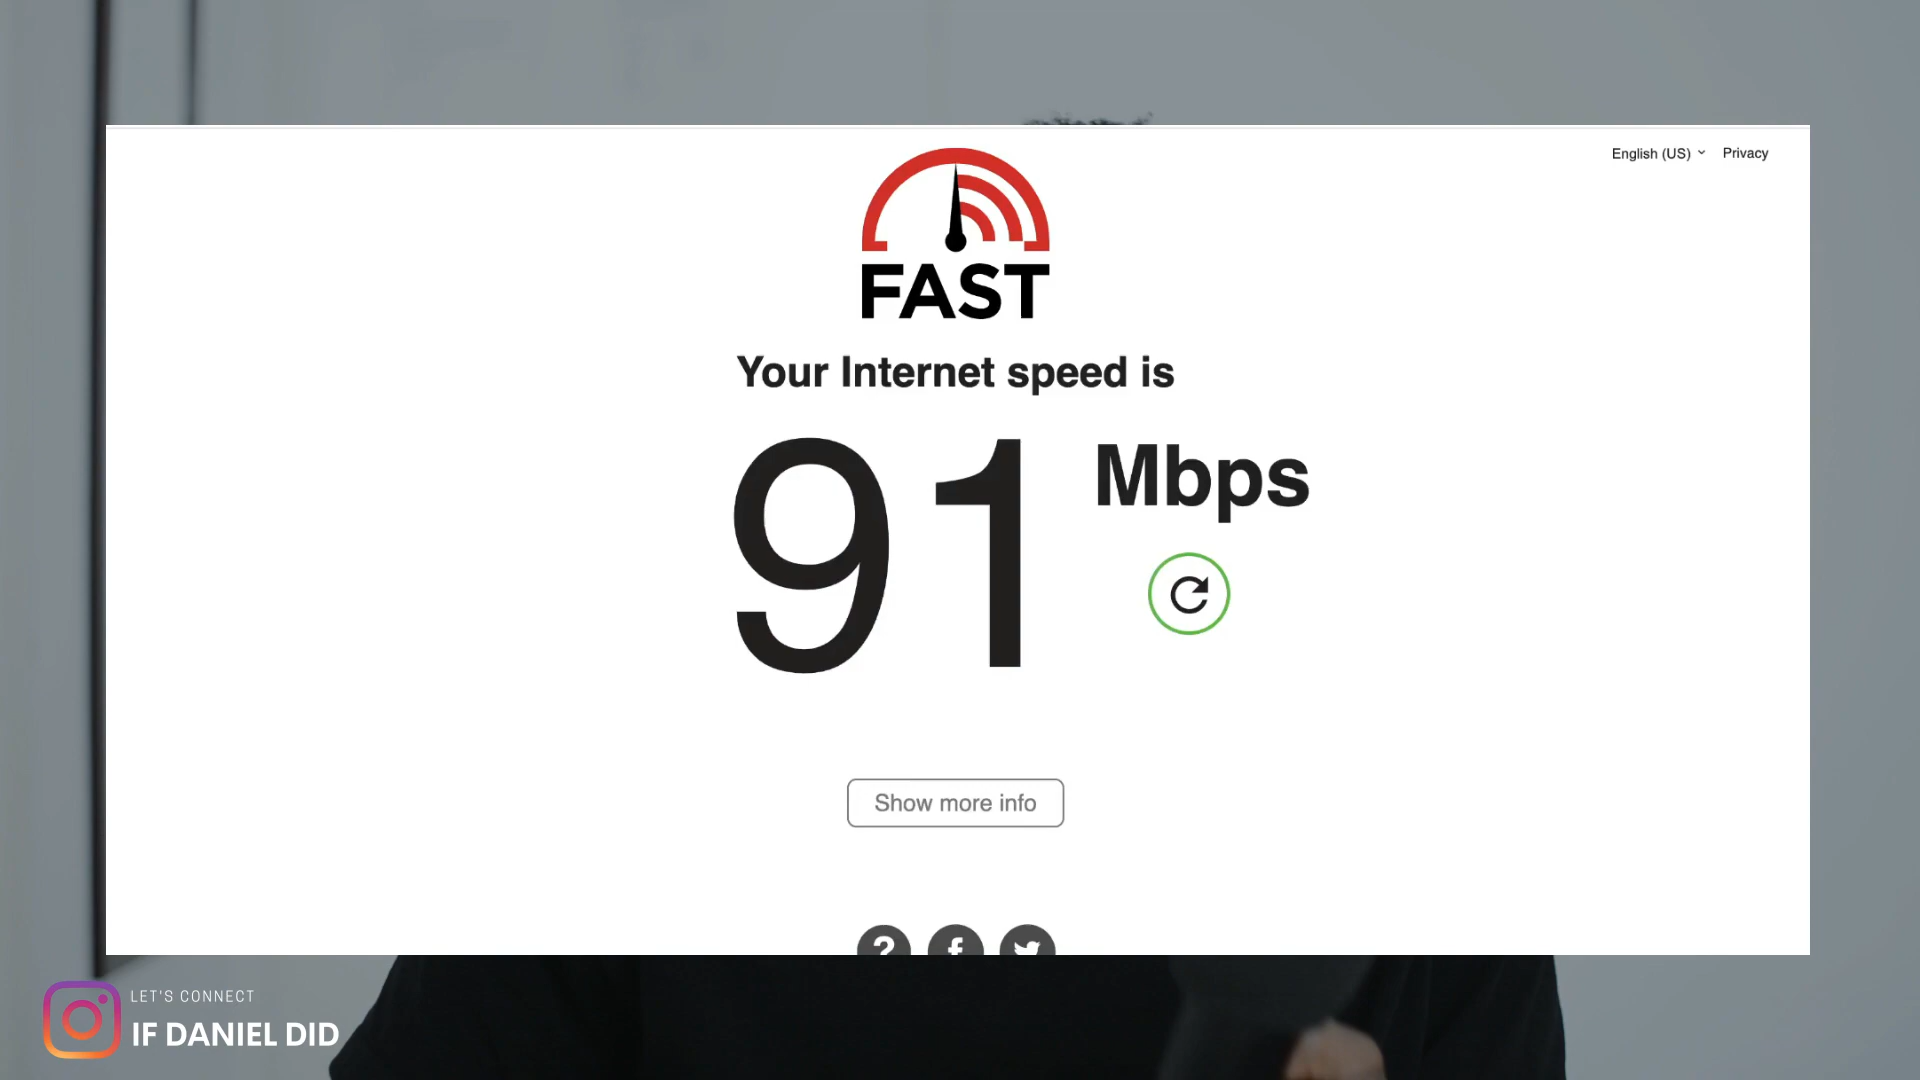 English (US) Privacy
FAST
Your Internet speed is
91 Mbps
Show more info
?
f
LET'S CONNECT
IF DANIEL DID